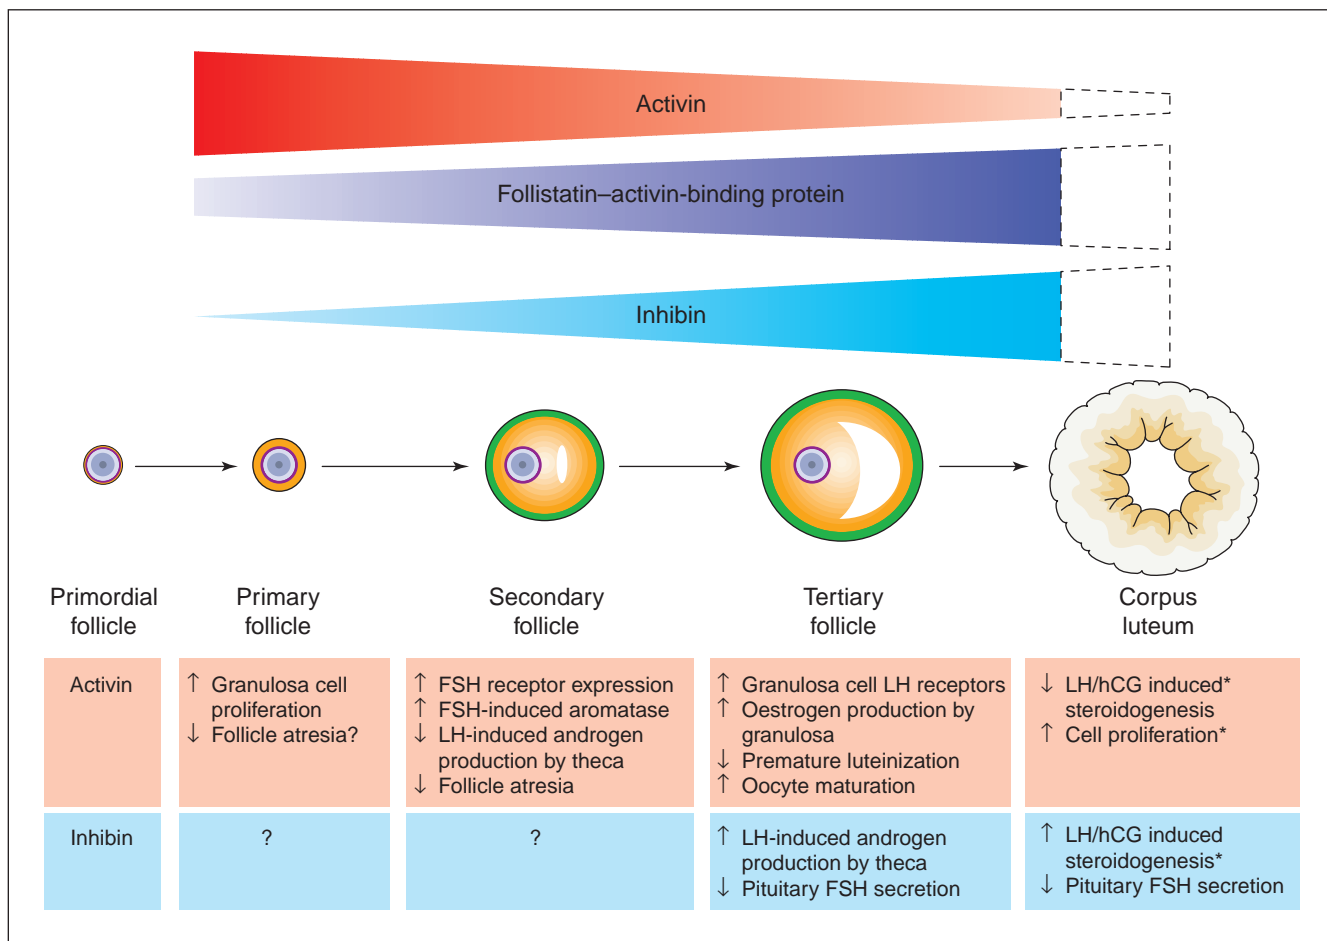 Activin
Follistatin–activin-binding protein
Inhibin
Primordial
follicle
Primary
follicle
Secondary
follicle
Tertiary
follicle
Corpus
luteum
Activin
↑ Granulosa cell
proliferation
↓ Follicle atresia?
↑ FSH receptor expression
↑ FSH-induced aromatase
↓ LH-induced androgen
production by theca
↓ Follicle atresia
↑ Granulosa cell LH receptors
↑ Oestrogen production by
granulosa
↓ Premature luteinization
↑ Oocyte maturation
↓ LH/hCG induced*
steroidogenesis
↑ Cell proliferation*
Inhibin
?
?
↑ LH-induced androgen
production by theca
↓ Pituitary FSH secretion
↑ LH/hCG induced
steroidogenesis*
↓ Pituitary FSH secretion